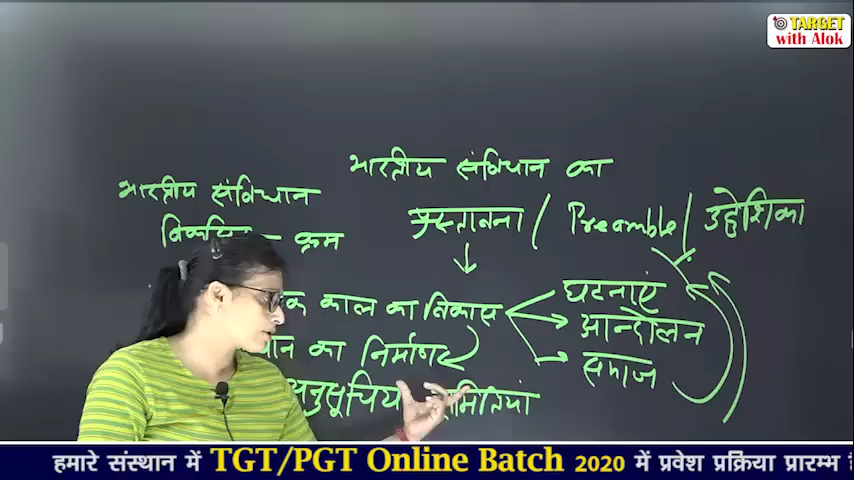 TARGET
with Alok
भारतीय संविधान का
भारतीय संविधान
प्रस्तावना / Preamble / उद्देशिका
क्रम
काल का विकास
घटनाएं
आन्दोलन
समाज
का निर्माण
हमारे संस्थान में TGT/PGT Online Batch 2020 में प्रवेश प्रक्रिया प्रारम्भ